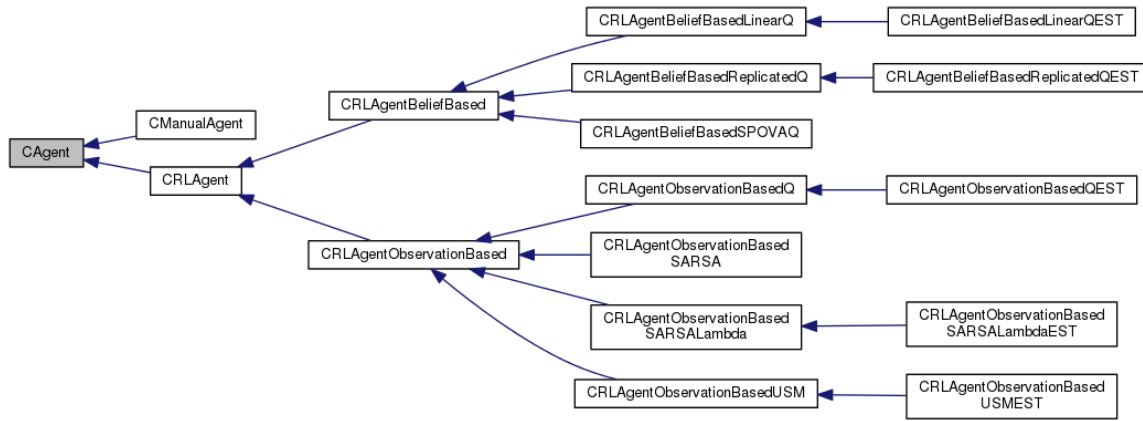 CRLAgentBeliefBasedLinearQ
CRLAgentBeliefBasedLinearQEST
CRLAgentBeliefBasedReplicatedQ
CRLAgentBeliefBasedReplicatedQEST
CRLAgentBeliefBased
CManualAgent
CRLAgentBeliefBasedSPOVAQ
CAgent
CRLAgent
CRLAgentObservationBasedQ
CRLAgentObservationBasedQEST
CRLAgentObservationBased
CRLAgentObservationBased
SARSA
CRLAgentObservationBased
SARSALambda
CRLAgentObservationBased
SARSALambdaEST
CRLAgentObservationBasedUSM
CRLAgentObservationBased
USMEST